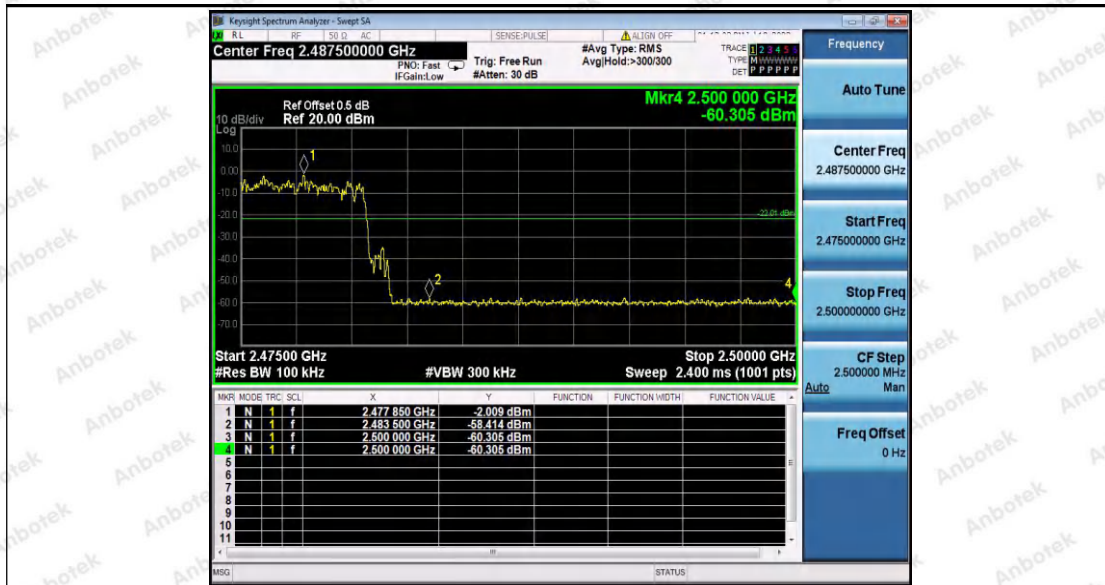 Keysight Spectrum Analyzer - Swept SA
RL RF 50 Ω AC SENSE:PULSE ALIGN OFF
Center Freq 2.487500000 GHz
PNO: Fast
IFGain:Low
Trig: Free Run
#Atten: 30 dB
#Avg Type: RMS
Avg|Hold:>300/300
TRACE 1 2 3 4 5 6
TYPE M W W W W W
DET P P P P P P
Ref Offset 0.5 dB
10 dB/div Ref 20.00 dBm
Log
Mkr4 2.500 000 GHz
-60.305 dBm
10.0
0.00
-10.0
-20.0
-30.0
-40.0
-50.0
-60.0
-70.0
1
-22.01 dBm
2
4
Start 2.47500 GHz Stop 2.50000 GHz
#Res BW 100 kHz #VBW 300 kHz Sweep 2.400 ms (1001 pts)
MKR MODE TRC SCL X Y FUNCTION FUNCTION WIDTH FUNCTION VALUE
1 N 1 f 2.477 850 GHz -2.009 dBm
2 N 1 f 2.483 500 GHz -58.414 dBm
3 N 1 f 2.500 000 GHz -60.305 dBm
4 N 1 f 2.500 000 GHz -60.305 dBm
5
6
7
8
9
10
11
MSG STATUS
Frequency
Auto Tune
Center Freq
2.487500000 GHz
Start Freq
2.475000000 GHz
Stop Freq
2.500000000 GHz
CF Step
2.500000 MHz
Auto Man
Freq Offset
0 Hz
Anbotek